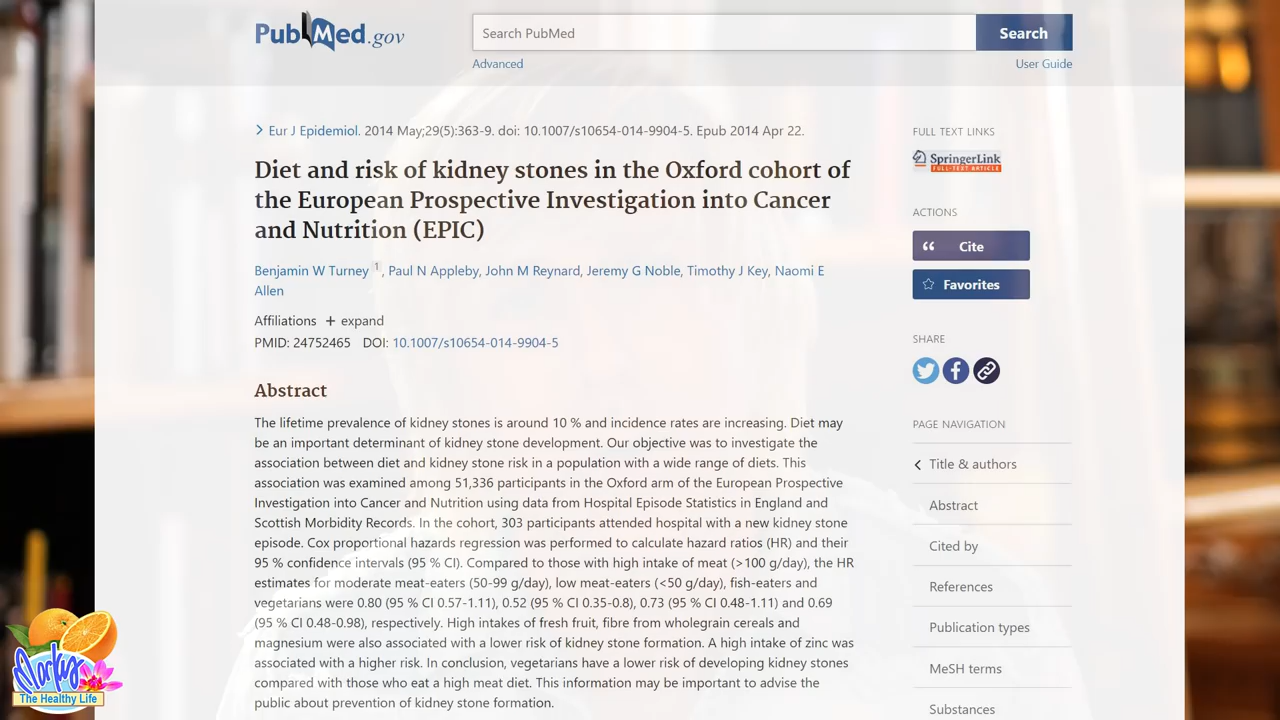 PubMed.gov
Search PubMed
Search
Advanced
User Guide
Eur J Epidemiol. 2014 May;29(5):363-9. doi: 10.1007/s10654-014-9904-5. Epub 2014 Apr 22.
Diet and risk of kidney stones in the Oxford cohort of
the European Prospective Investigation into Cancer
and Nutrition (EPIC)
Benjamin W Turney 1, Paul N Appleby, John M Reynard, Jeremy G Noble, Timothy J Key, Naomi E
Allen
Affiliations + expand
PMID: 24752465 DOI: 10.1007/s10654-014-9904-5
Abstract
The lifetime prevalence of kidney stones is around 10 % and incidence rates are increasing. Diet may
be an important determinant of kidney stone development. Our objective was to investigate the
association between diet and kidney stone risk in a population with a wide range of diets. This
association was examined among 51,336 participants in the Oxford arm of the European Prospective
Investigation into Cancer and Nutrition using data from Hospital Episode Statistics in England and
Scottish Morbidity Records. In the cohort, 303 participants attended hospital with a new kidney stone
episode. Cox proportional hazards regression was performed to calculate hazard ratios (HR) and their
95 % confidence intervals (95 % CI). Compared to those with high intake of meat (>100 g/day), the HR
estimates for moderate meat-eaters (50-99 g/day), low meat-eaters (<50 g/day), fish-eaters and
vegetarians were 0.80 (95 % CI 0.57-1.11), 0.52 (95 % CI 0.35-0.8), 0.73 (95 % CI 0.48-1.11) and 0.69
(95 % CI 0.48-0.98), respectively. High intakes of fresh fruit, fibre from wholegrain cereals and
magnesium were also associated with a lower risk of kidney stone formation. A high intake of zinc was
associated with a higher risk. In conclusion, vegetarians have a lower risk of developing kidney stones
compared with those who eat a high meat diet. This information may be important to advise the
public about prevention of kidney stone formation.
FULL TEXT LINKS
SpringerLink
FULL-TEXT ARTICLE
ACTIONS
Cite
Favorites
SHARE
PAGE NAVIGATION
Title & authors
Abstract
Cited by
References
Publication types
MeSH terms
Substances
Markus
The Healthy Life